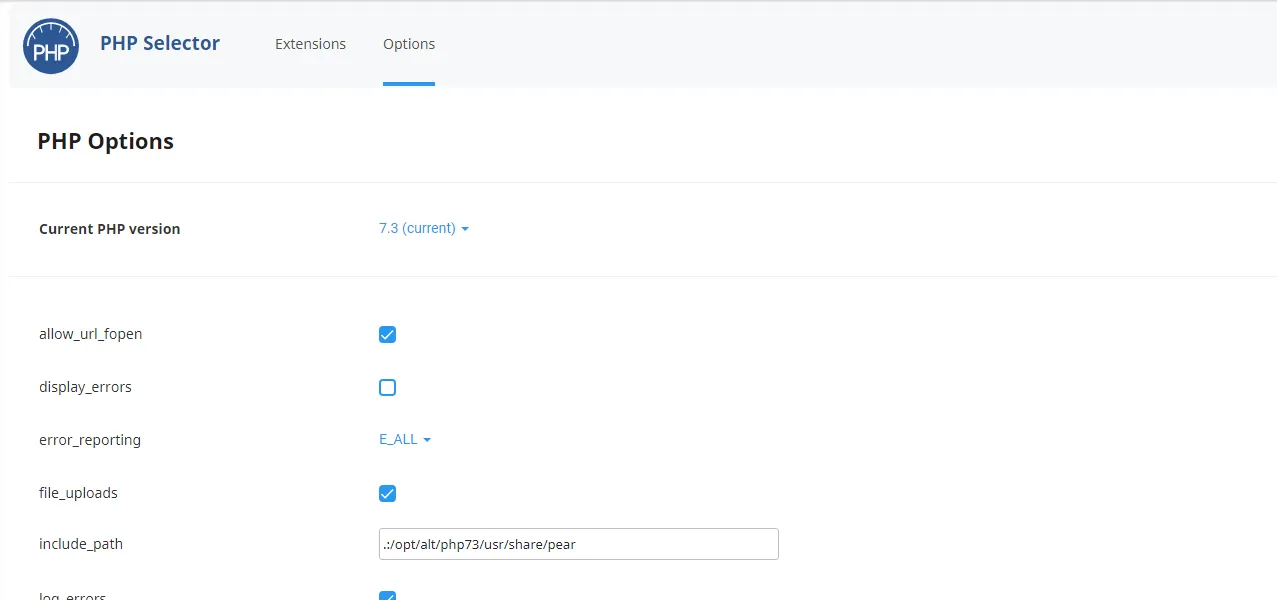 PHP
PHP Selector
Extensions
Options
PHP Options
Current PHP version 7.3 (current)
allow_url_fopen
display_errors
error_reporting E_ALL
file_uploads
include_path .:/opt/alt/php73/usr/share/pear
log_errors